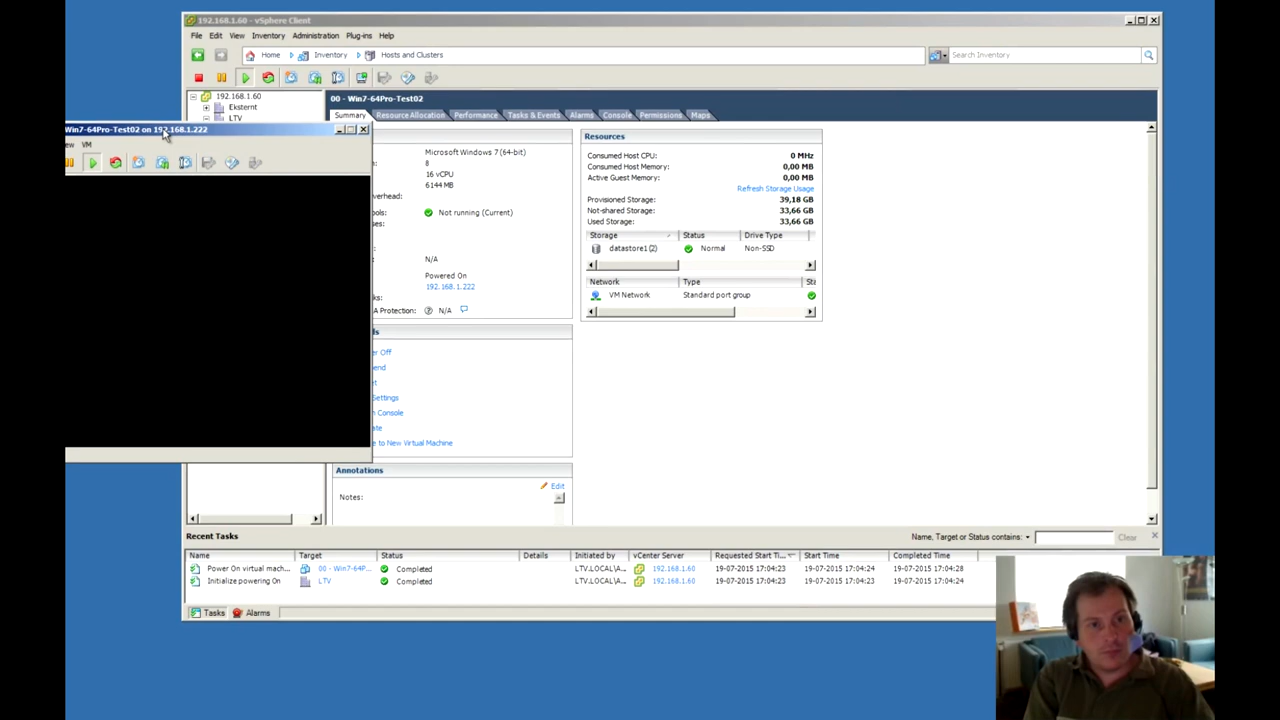 192.168.1.60 - vSphere Client
File Edit View Inventory Administration Plug-ins Help
Home Inventory Hosts and Clusters
Search Inventory
192.168.1.60
Eksternt
LTV
00 - Win7-64Pro-Test02
Summary Resource Allocation Performance Tasks & Events Alarms Console Permissions Maps
Win7-64Pro-Test02 on 192.168.1.222
VM
Microsoft Windows 7 (64-bit)
8
16 vCPU
6144 MB
Not running (Current)
N/A
Powered On
192.168.1.222
A Protection: N/A
Settings
Console
e to New Virtual Machine
Annotations
Edit
Notes:
Resources
Consumed Host CPU: 0 MHz
Consumed Host Memory: 0,00 MB
Active Guest Memory: 0,00 MB
Refresh Storage Usage
Provisioned Storage: 39,18 GB
Not-shared Storage: 33,66 GB
Used Storage: 33,66 GB
Storage Status Drive Type
datastore1 (2) Normal Non-SSD
Network Type Sta
VM Network Standard port group
Recent Tasks
Name, Target or Status contains: Clear
Name Target Status Details Initiated by vCenter Server Requested Start Ti... Start Time Completed Time
Power On virtual mach... 00 - Win7-64P... Completed LTV.LOCAL\A... 192.168.1.60 19-07-2015 17:04:23 19-07-2015 17:04:24 19-07-2015 17:04:28
Initialize powering On LTV Completed LTV.LOCAL\A... 192.168.1.60 19-07-2015 17:04:23 19-07-2015 17:04:23 19-07-2015 17:04:24
Tasks Alarms